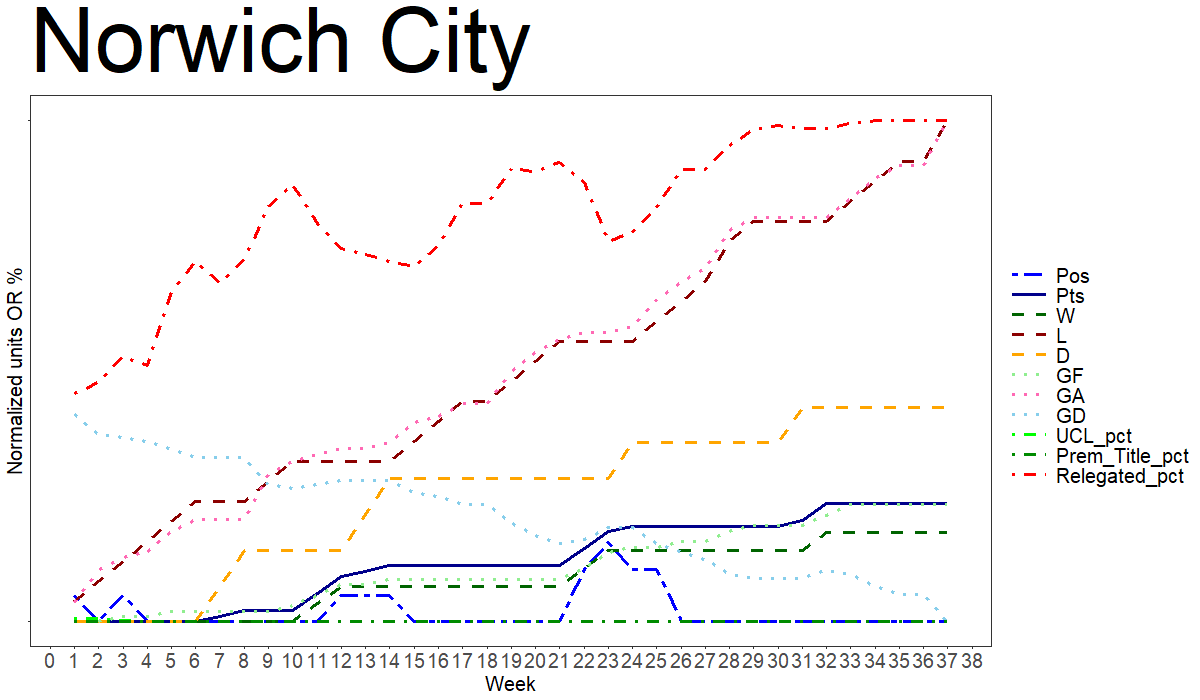 Norwich City
Normalized units OR %
Pos
Pts
W
L
D
GF
GA
GD
UCL_pct
Prem_Title_pct
Relegated_pct
0 1 2 3 4 5 6 7 8 9 10 11 12 13 14 15 16 17 18 19 20 21 22 23 24 25 26 27 28 29 30 31 32 33 34 35 36 37 38
Week